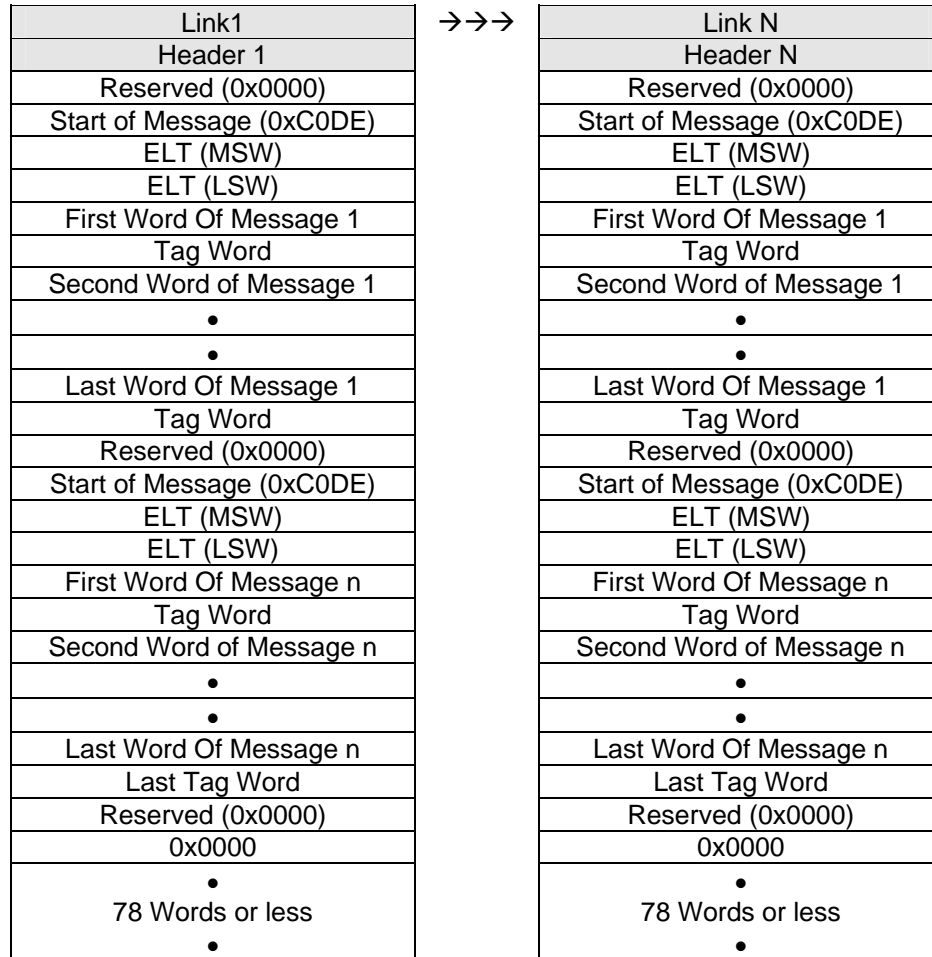 Link1
Header 1
Reserved (0x0000)
Start of Message (0xC0DE)
ELT (MSW)
ELT (LSW)
First Word Of Message 1
Tag Word
Second Word of Message 1
•
•
Last Word Of Message 1
Tag Word
Reserved (0x0000)
Start of Message (0xC0DE)
ELT (MSW)
ELT (LSW)
First Word Of Message n
Tag Word
Second Word of Message n
•
•
Last Word Of Message n
Last Tag Word
Reserved (0x0000)
0x0000
•
78 Words or less
•
→→→
Link N
Header N
Reserved (0x0000)
Start of Message (0xC0DE)
ELT (MSW)
ELT (LSW)
First Word Of Message 1
Tag Word
Second Word of Message 1
•
•
Last Word Of Message 1
Tag Word
Reserved (0x0000)
Start of Message (0xC0DE)
ELT (MSW)
ELT (LSW)
First Word Of Message n
Tag Word
Second Word of Message n
•
•
Last Word Of Message n
Last Tag Word
Reserved (0x0000)
0x0000
•
78 Words or less
•